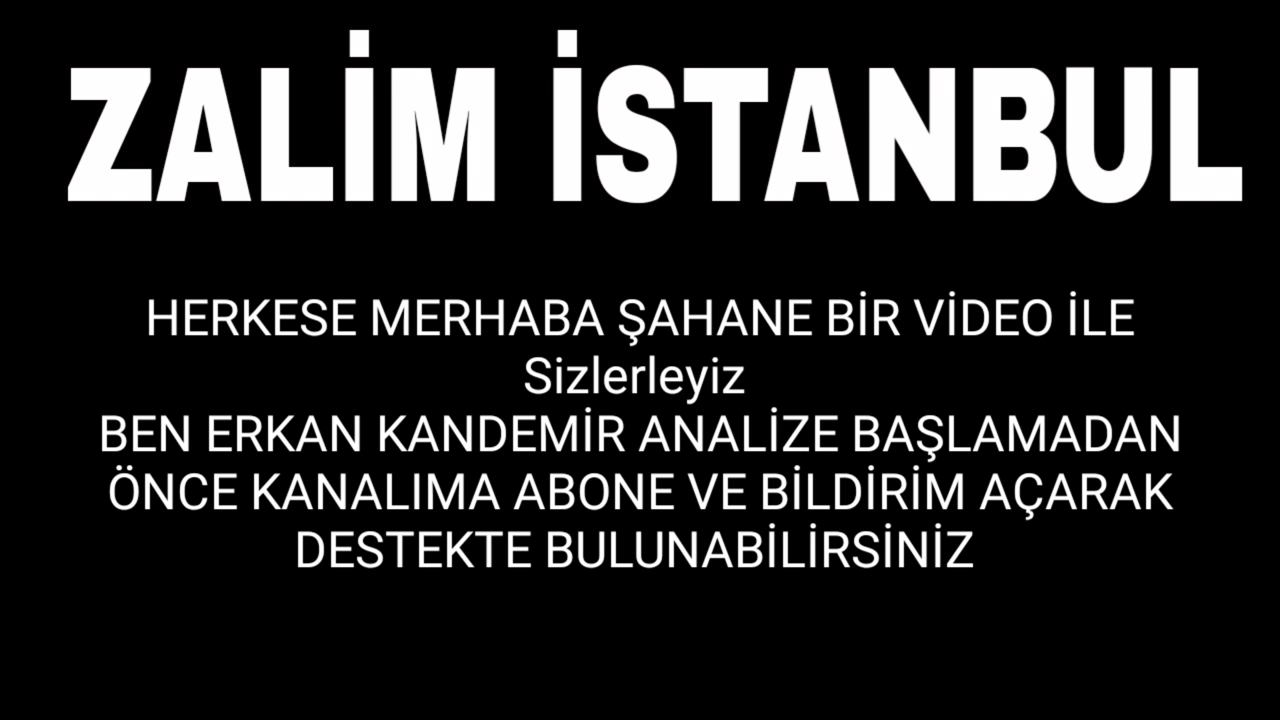 ZALİM İSTANBUL
HERKESE MERHABA ŞAHANE BİR VİDEO İLE
Sizlerleyiz
BEN ERKAN KANDEMİR ANALİZE BAŞLAMADAN
ÖNCE KANALIMA ABONE VE BİLDİRİM AÇARAK
DESTEKTE BULUNABİLİRSİNİZ